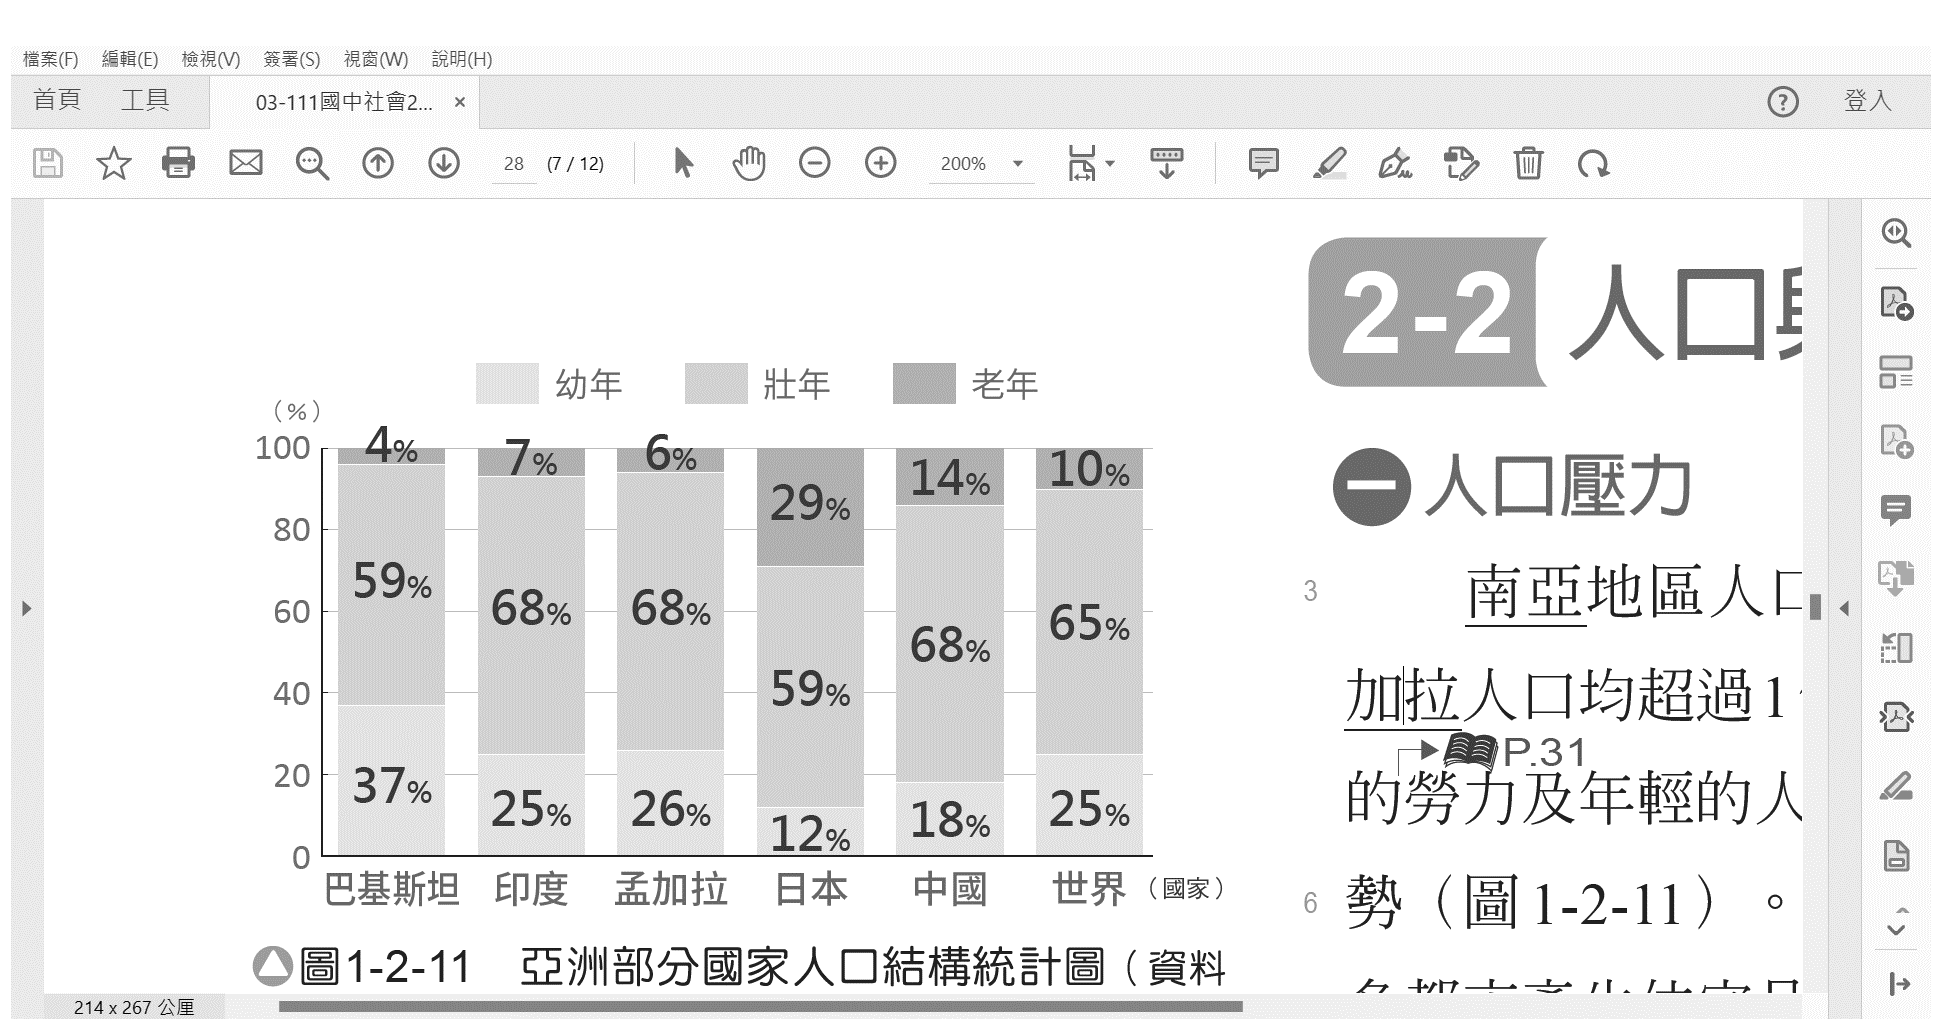 檔案(F) 編輯(E) 檢視(V) 簽署(S) 視窗(W) 說明(H)
首頁 工具 03-111國中社會2... × ? 登入
28 (7 / 12) 200%
幼年 壯年 老年
（%）
100
80
60
40
20
0
4% 7% 6% 29% 14% 10%
59% 68% 68% 59% 68% 65%
37% 25% 26% 12% 18% 25%
巴基斯坦 印度 孟加拉 日本 中國 世界（國家）
圖1-2-11 亞洲部分國家人口結構統計圖（資料
2-2 人口
一 人口壓力
3 南亞地區人口
加拉人口均超過1
P.31
的勞力及年輕的人
6 勢（圖1-2-11）。
214 x 267 公厘